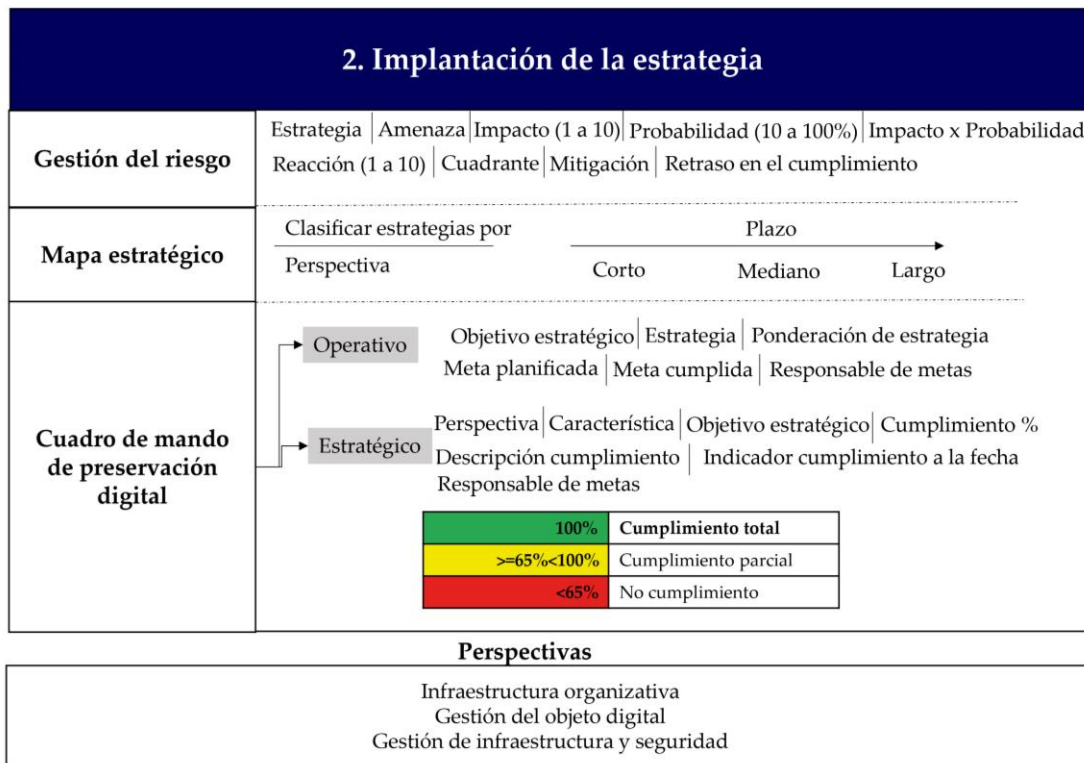 2. Implantación de la estrategia
Gestión del riesgo
Estrategia Amenaza Impacto (1 a 10) Probabilidad (10 a 100%) Impacto x Probabilidad
Reacción (1 a 10) Cuadrante Mitigación Retraso en el cumplimiento
Mapa estratégico
Clasificar estrategias por
Perspectiva
Plazo
Corto Mediano Largo
Cuadro de mando
de preservación
digital
Operativo
Objetivo estratégico Estrategia Ponderación de estrategia
Meta planificada Meta cumplida Responsable de metas
Estratégico
Perspectiva Característica Objetivo estratégico Cumplimiento %
Descripción cumplimiento Indicador cumplimiento a la fecha
Responsable de metas
100% Cumplimiento total
>=65%<100% Cumplimiento parcial
<65% No cumplimiento
Perspectivas
Infraestructura organizativa
Gestión del objeto digital
Gestión de infraestructura y seguridad